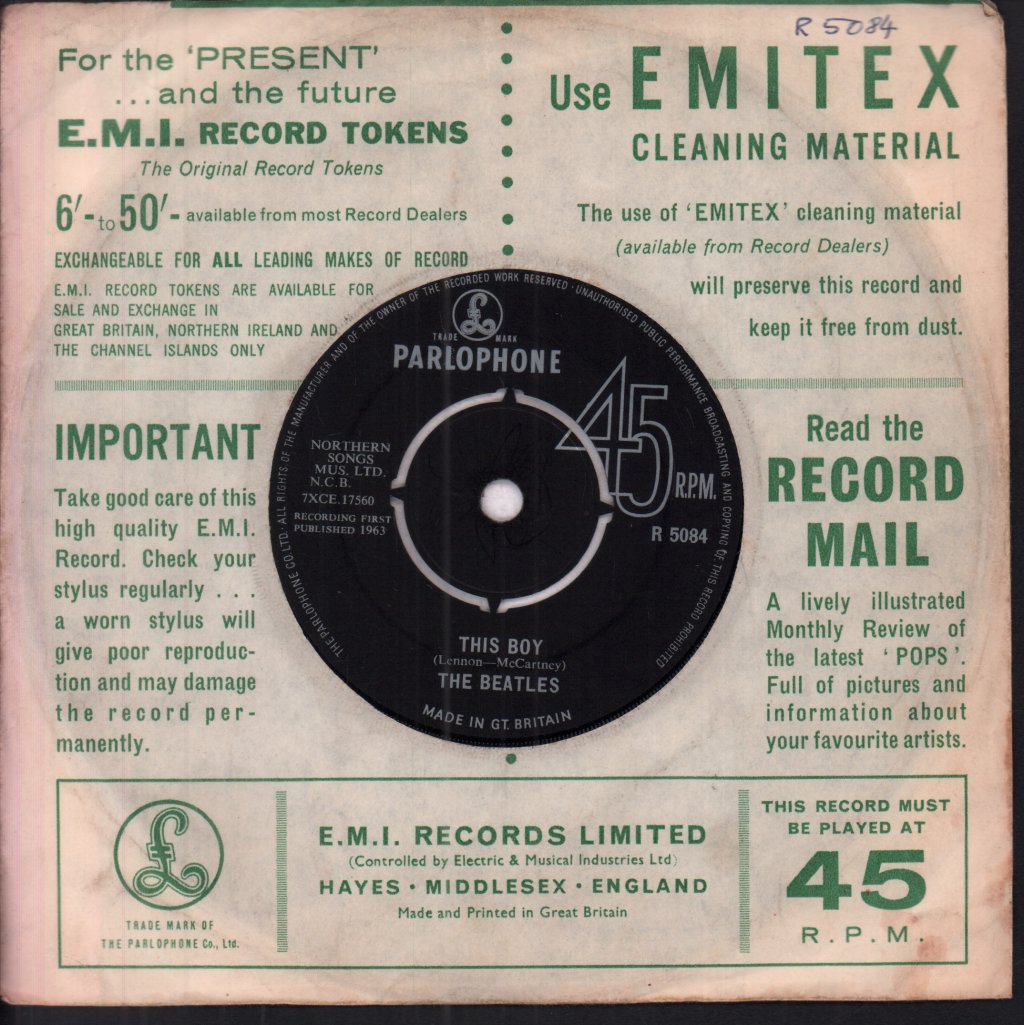 R 5084
For the 'PRESENT'
...and the future
E.M.I. RECORD TOKENS
The Original Record Tokens
6/- to 50/- available from most Record Dealers
EXCHANGEABLE FOR ALL LEADING MAKES OF RECORD
E.M.I. RECORD TOKENS ARE AVAILABLE FOR
SALE AND EXCHANGE IN
GREAT BRITAIN, NORTHERN IRELAND AND
THE CHANNEL ISLANDS ONLY
Use EMITEX
CLEANING MATERIAL
The use of 'EMITEX' cleaning material
(available from Record Dealers)
will preserve this record and
keep it free from dust.
IMPORTANT
Take good care of this
high quality E.M.I.
Record. Check your
stylus regularly . . .
a worn stylus will
give poor reproduc-
tion and may damage
the record per-
manently.
THE PARLOPHONE CO. LTD. · ALL RIGHTS OF THE MANUFACTURER AND OF THE OWNER OF THE RECORDED WORK RESERVED · UNAUTHORISED PUBLIC PERFORMANCE BROADCASTING AND COPYING OF THIS RECORD PROHIBITED
£
TRADE MARK
PARLOPHONE
45
R.P.M.
R 5084
NORTHERN
SONGS
MUS. LTD.
N.C.B.
7XCE.17560
RECORDING FIRST
PUBLISHED 1963
THIS BOY
(Lennon—McCartney)
THE BEATLES
MADE IN GT. BRITAIN
Read the
RECORD
MAIL
A lively illustrated
Monthly Review of
the latest 'POPS'.
Full of pictures and
information about
your favourite artists.
£
TRADE MARK OF
THE PARLOPHONE Co., Ltd.
E.M.I. RECORDS LIMITED
(Controlled by Electric & Musical Industries Ltd)
HAYES · MIDDLESEX · ENGLAND
Made and Printed in Great Britain
THIS RECORD MUST
BE PLAYED AT
45
R.P.M.